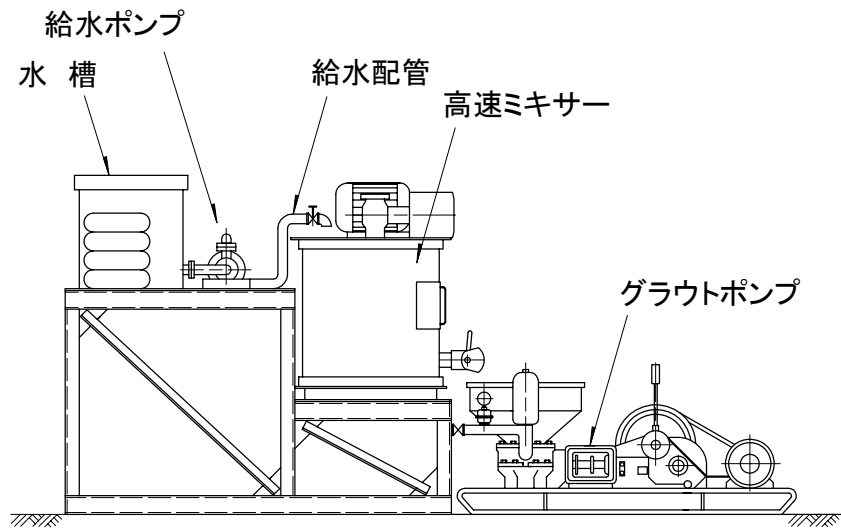 給水ポンプ
水 槽
給水配管
高速ミキサー
グラウトポンプ